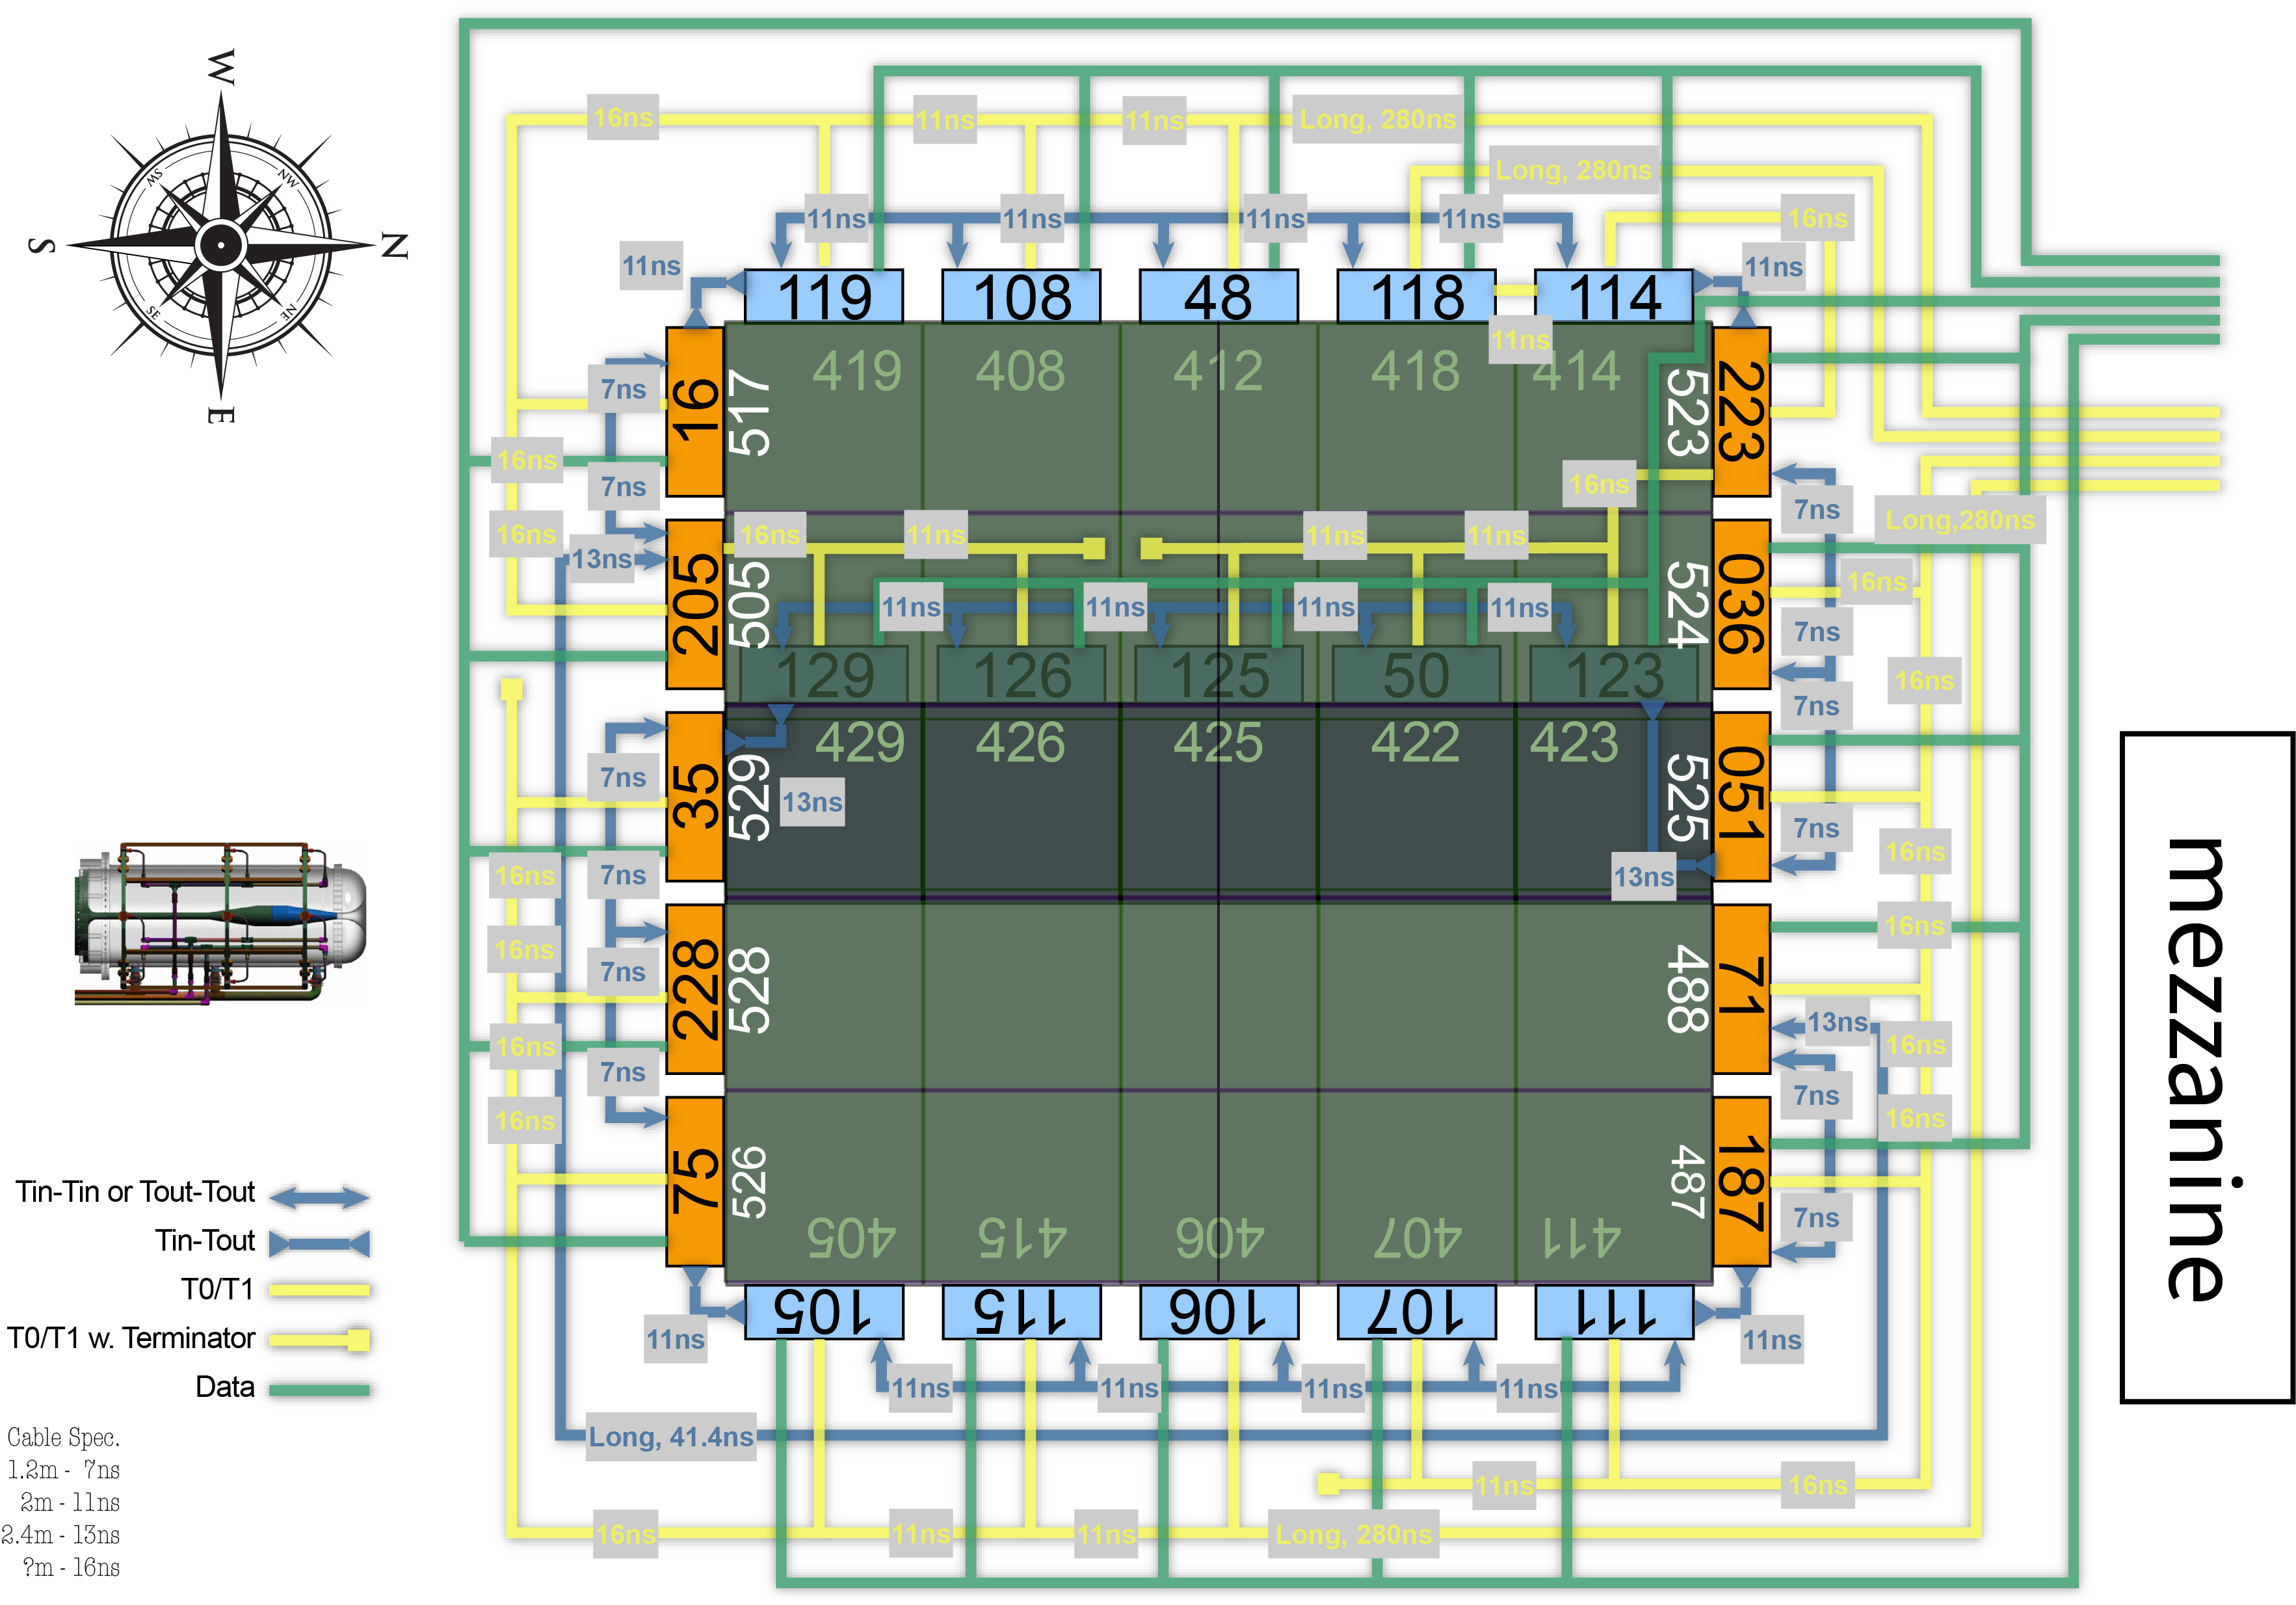 W
SW
NW
S
N
SE
NE
E
16ns
11ns
11ns
Long, 280ns
Long, 280ns
11ns
11ns
11ns
11ns
16ns
11ns
11ns
119
108
48
118
114
11ns
419
408
412
418
414
7ns
16
517
523
223
16ns
7ns
16ns
7ns
Long,280ns
16ns
13ns
205
505
16ns
11ns
11ns
11ns
524
036
16ns
11ns
11ns
11ns
11ns
7ns
16ns
129
126
125
50
123
7ns
7ns
35
529
429
426
425
422
423
525
051
13ns
7ns
16ns
16ns
7ns
13ns
16ns
7ns
228
528
488
71
16ns
13ns
16ns
16ns
7ns
7ns
16ns
16ns
75
526
487
187
7ns
405
415
406
407
411
105
115
106
107
111
11ns
11ns
11ns
11ns
11ns
11ns
Long, 41.4ns
11ns
16ns
16ns
11ns
11ns
Long, 280ns
mezzanine
Tin-Tin or Tout-Tout
Tin-Tout
T0/T1
T0/T1 w. Terminator
Data
Cable Spec.
1.2m - 7ns
2m - 11ns
2.4m - 13ns
?m - 16ns